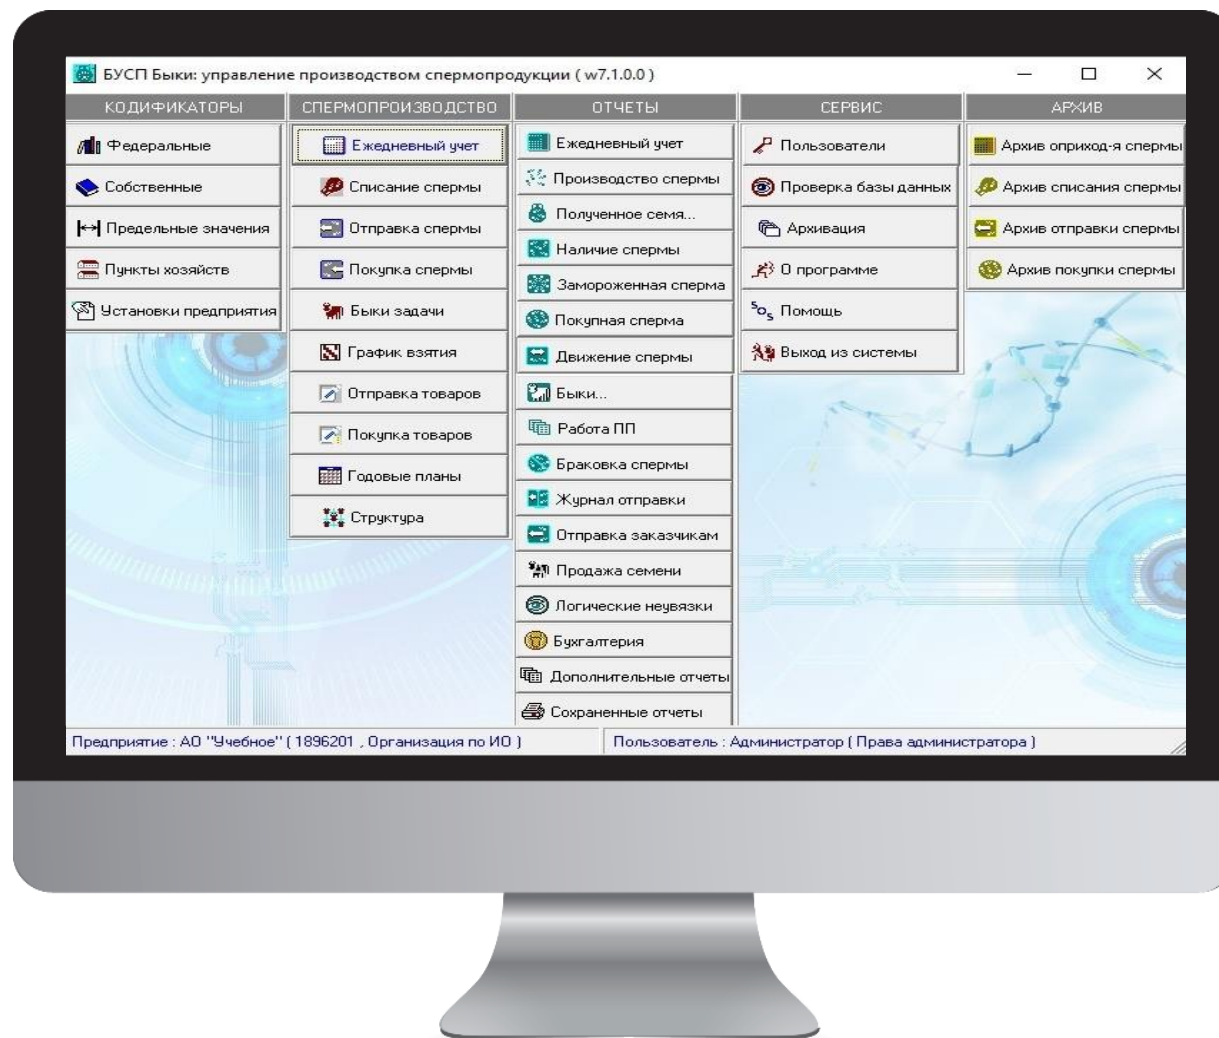 БУСП Быки: управление производством спермопродукции ( w7.1.0.0 )
КОДИФИКАТОРЫ
Федеральные
Собственные
Предельные значения
Пункты хозяйств
Установки предприятия
СПЕРМОПРОИЗВОДСТВО
Ежедневный учет
Списание спермы
Отправка спермы
Покупка спермы
Быки задачи
График взятия
Отправка товаров
Покупка товаров
Годовые планы
Структура
ОТЧЕТЫ
Ежедневный учет
Производство спермы
Полученное семя...
Наличие спермы
Замороженная сперма
Покупная сперма
Движение спермы
Быки...
Работа ПП
Браковка спермы
Журнал отправки
Отправка заказчикам
Продажа семени
Логические неувязки
Бухгалтерия
Дополнительные отчеты
Сохраненные отчеты
СЕРВИС
Пользователи
Проверка базы данных
Архивация
О программе
SOS Помощь
Выход из системы
АРХИВ
Архив оприход-я спермы
Архив списания спермы
Архив отправки спермы
Архив покупки спермы
Предприятие : АО "Учебное" ( 1896201 , Организация по ИО )
Пользователь : Администратор ( Права администратора )